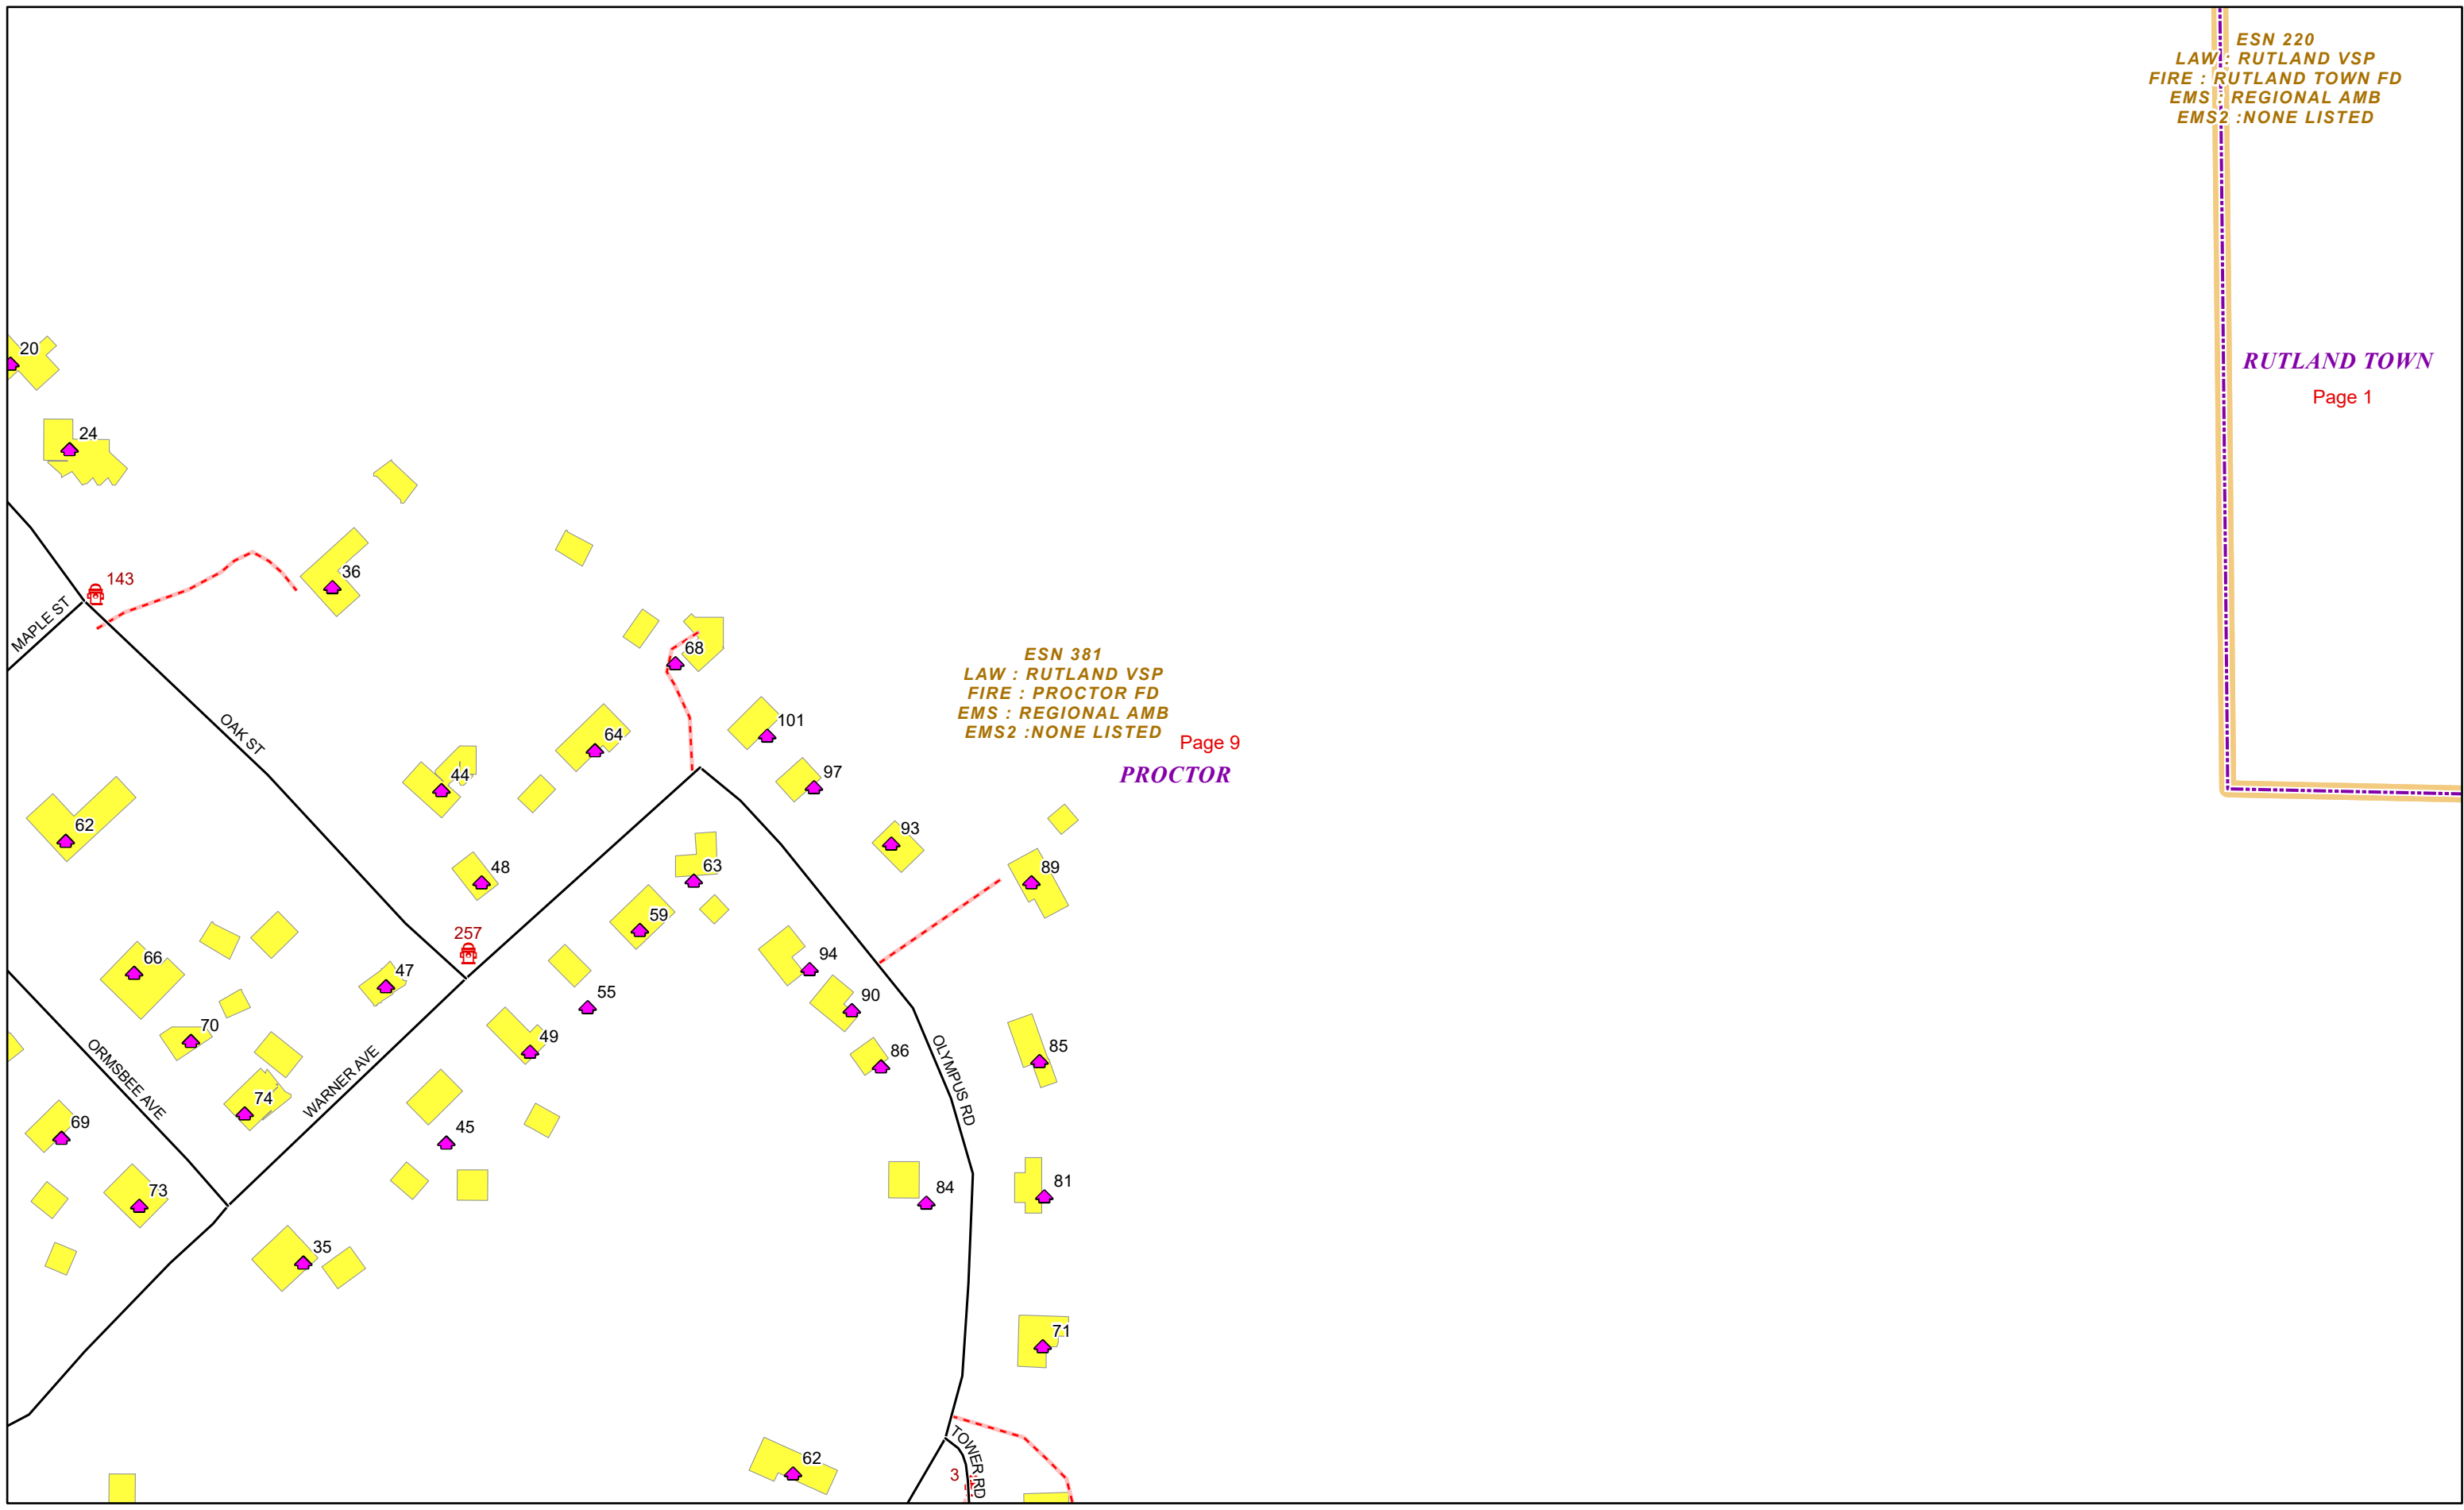 ESN 220
LAW : RUTLAND VSP
FIRE : RUTLAND TOWN FD
EMS : REGIONAL AMB
EMS2 :NONE LISTED
20
RUTLAND TOWN
Page 1
24
36
143
MAPLE ST
68
ESN 381
LAW : RUTLAND VSP
FIRE : PROCTOR FD
EMS : REGIONAL AMB
EMS2 :NONE LISTED
Page 9
PROCTOR
101
OAK ST
64
44
97
62
93
48
63
89
59
257
66
47
94
55
90
70
49
86
85
ORMSBEE AVE
WARNER AVE
OLYMPUS RD
74
69
45
73
84
81
35
71
62
TOWER RD
3